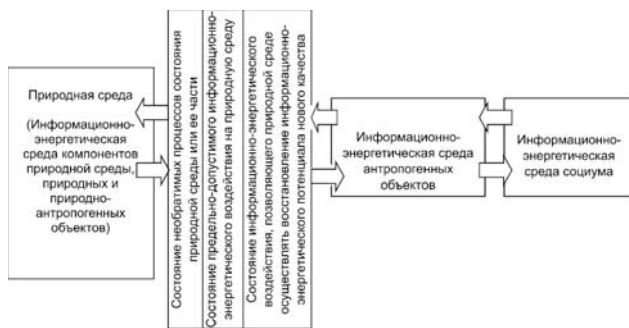 Природная среда
(Информационно-
энергетическая
среда компонентов
природной среды,
природных и
природно-
антропогенных
объектов)
Состояние необратимых процессов состояния
природной среды или ее части
Состояние предельно-допустимого информационно-
энергетического воздействия на природную среду
Состояние информационно-энергетического
воздействия, позволяющего природной среде
осуществлять восстановление информационно-
энергетического потенциала нового качества
Информационно-
энергетическая среда
антропогенных
объектов
Информационно-
энергетическая
среда социума